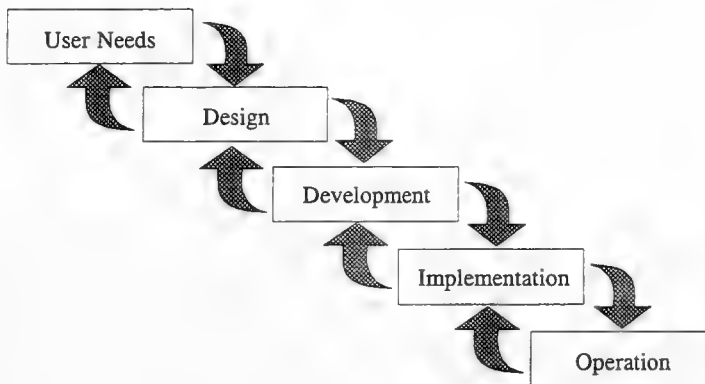 User Needs
Design
Development
Implementation
Operation